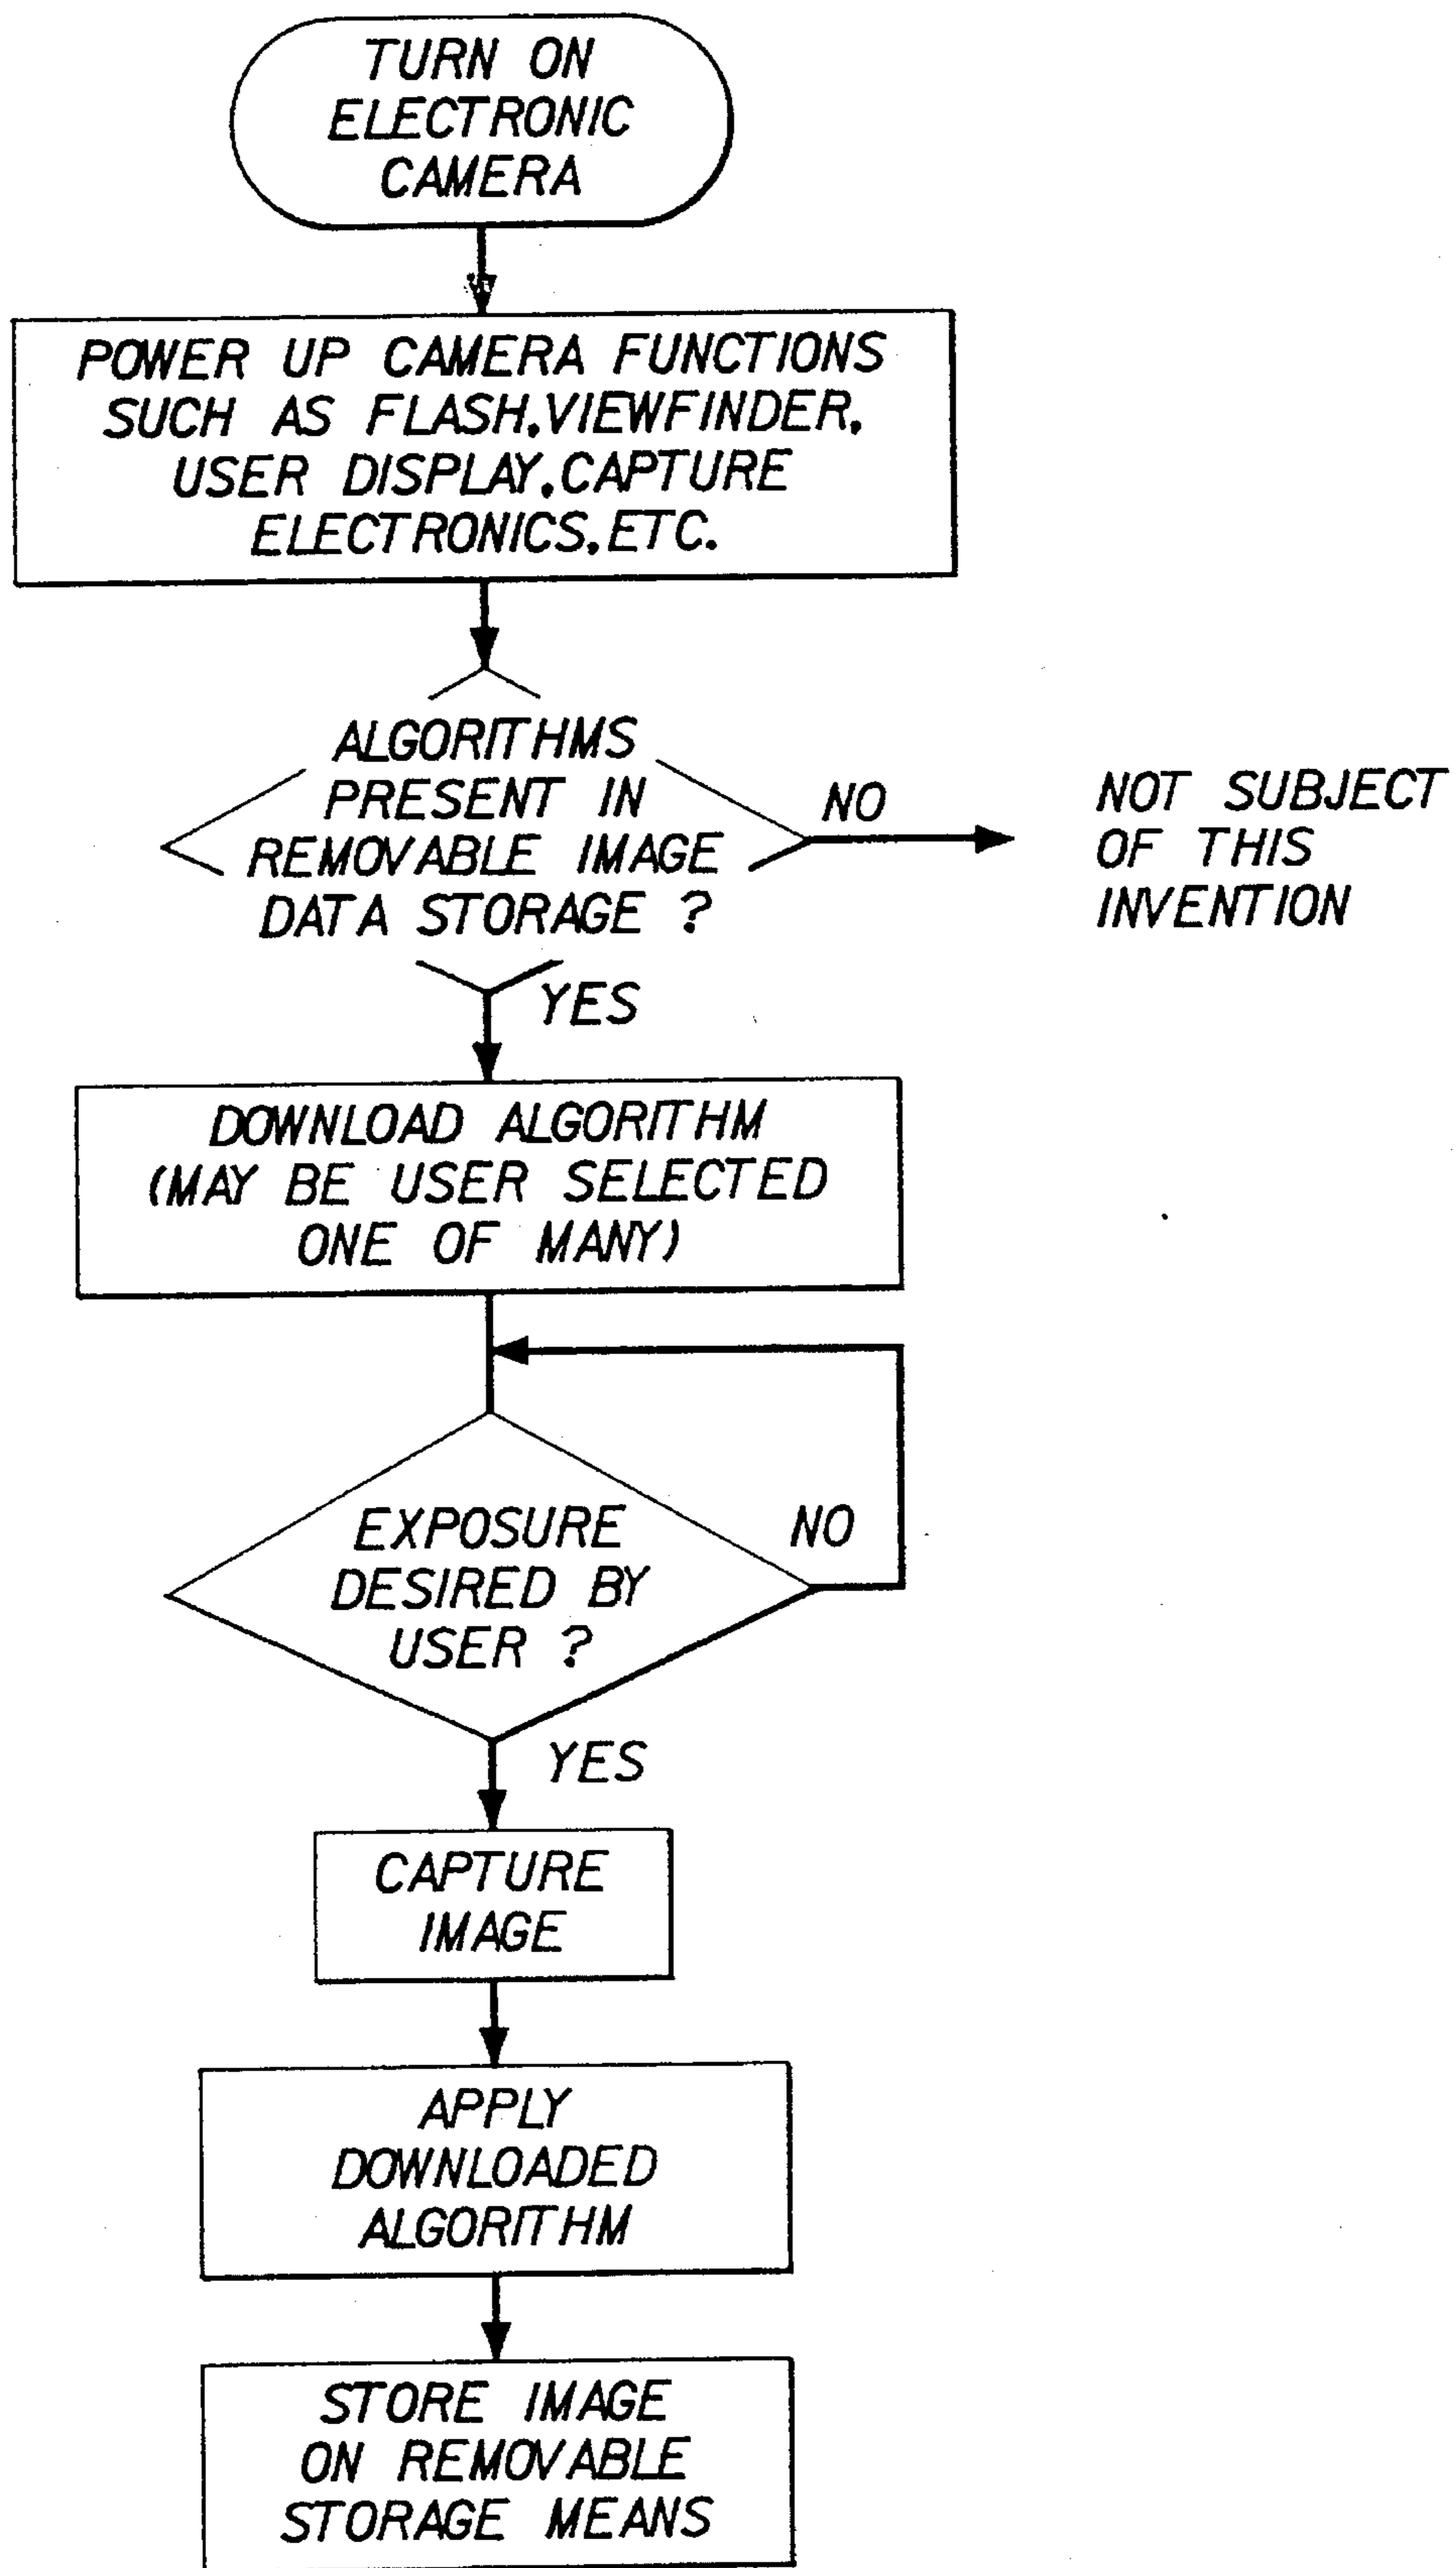 TURN ON
ELECTRONIC
CAMERA
POWER UP CAMERA FUNCTIONS
SUCH AS FLASH,VIEWFINDER,
USER DISPLAY,CAPTURE
ELECTRONICS,ETC.
ALGORITHMS
PRESENT IN
REMOVABLE IMAGE
DATA STORAGE ?
NO
NOT SUBJECT
OF THIS
INVENTION
YES
DOWNLOAD ALGORITHM
(MAY BE USER SELECTED
ONE OF MANY)
EXPOSURE
DESIRED BY
USER ?
NO
YES
CAPTURE
IMAGE
APPLY
DOWNLOADED
ALGORITHM
STORE IMAGE
ON REMOVABLE
STORAGE MEANS